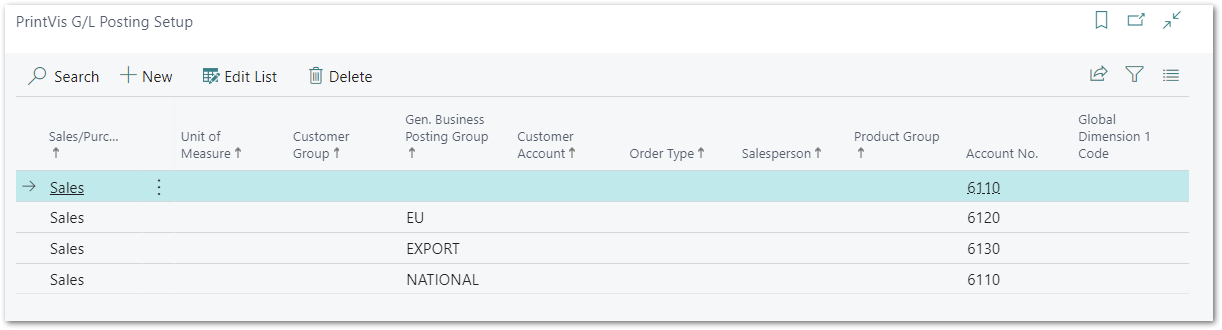 PrintVis G/L Posting Setup
Search New Edit List Delete
Sales/Purc... ↑ Unit of Measure ↑ Customer Group ↑ Gen. Business Posting Group ↑ Customer Account ↑ Order Type ↑ Salesperson ↑ Product Group ↑ Account No. Global Dimension 1 Code
Sales 6110
Sales EU 6120
Sales EXPORT 6130
Sales NATIONAL 6110